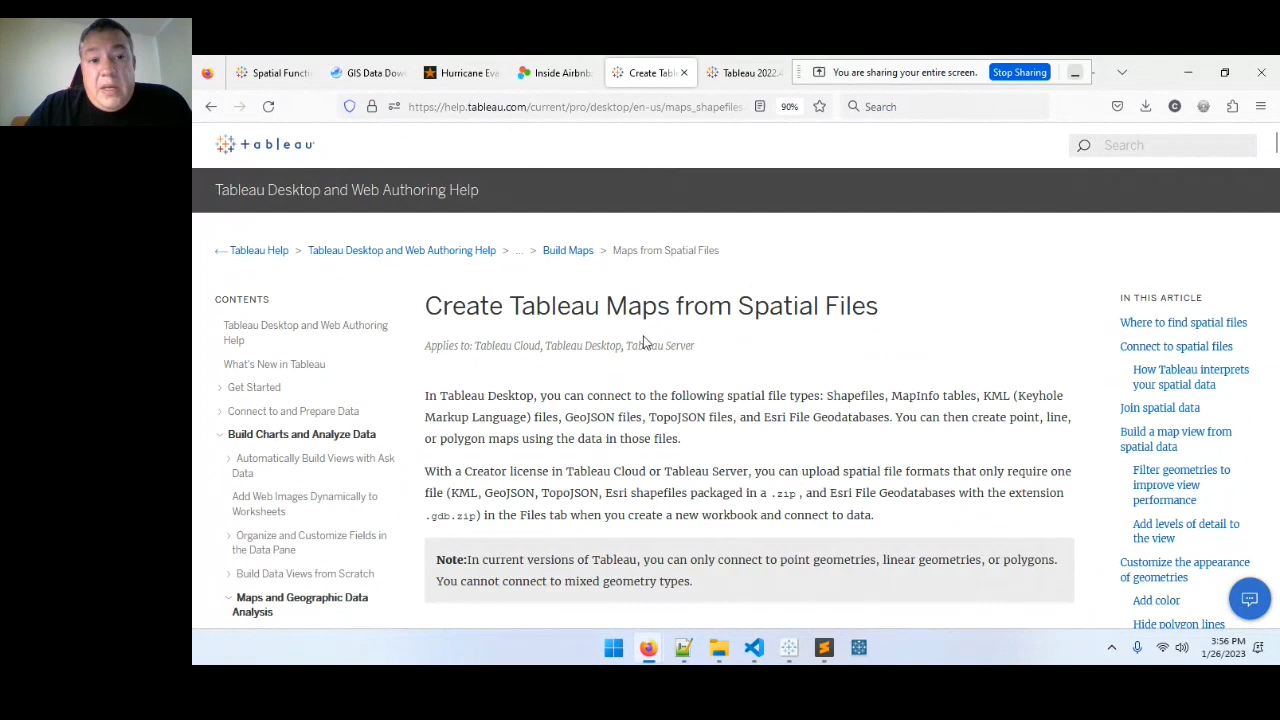 Spatial Functi
GIS Data Dow
Hurricane Eva
Inside Airbnb
Create Tabl
Tableau 2022.
You are sharing your entire screen.
Stop Sharing
https://help.tableau.com/current/pro/desktop/en-us/maps_shapefiles
90%
Search
+ a b l e a u
Search
Tableau Desktop and Web Authoring Help
Tableau Help > Tableau Desktop and Web Authoring Help > ... > Build Maps > Maps from Spatial Files
CONTENTS
Tableau Desktop and Web Authoring
Help
What's New in Tableau
Get Started
Connect to and Prepare Data
Build Charts and Analyze Data
Automatically Build Views with Ask
Data
Add Web Images Dynamically to
Worksheets
Organize and Customize Fields in
the Data Pane
Build Data Views from Scratch
Maps and Geographic Data
Analysis
Create Tableau Maps from Spatial Files
Applies to: Tableau Cloud, Tableau Desktop, Tableau Server
In Tableau Desktop, you can connect to the following spatial file types: Shapefiles, MapInfo tables, KML (Keyhole
Markup Language) files, GeoJSON files, TopoJSON files, and Esri File Geodatabases. You can then create point, line,
or polygon maps using the data in those files.
With a Creator license in Tableau Cloud or Tableau Server, you can upload spatial file formats that only require one
file (KML, GeoJSON, TopoJSON, Esri shapefiles packaged in a .zip , and Esri File Geodatabases with the extension
.gdb.zip) in the Files tab when you create a new workbook and connect to data.
Note:In current versions of Tableau, you can only connect to point geometries, linear geometries, or polygons.
You cannot connect to mixed geometry types.
IN THIS ARTICLE
Where to find spatial files
Connect to spatial files
How Tableau interprets
your spatial data
Join spatial data
Build a map view from
spatial data
Filter geometries to
improve view
performance
Add levels of detail to
the view
Customize the appearance
of geometries
Add color
Hide polygon lines
3:56 PM
1/26/2023